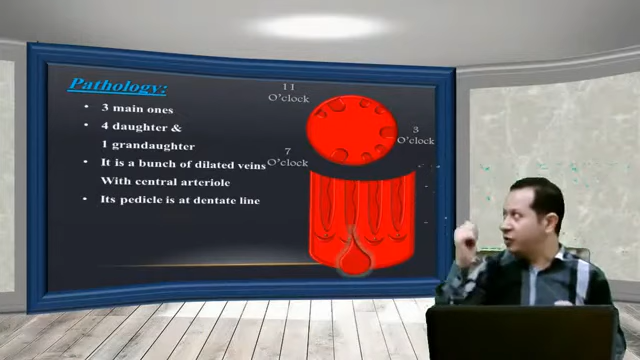 Pathology:
• 3 main ones
• 4 daughter &
1 grandaughter
• It is a bunch of dilated veins
With central arteriole
• Its pedicle is at dentate line
11
O'clock
3
O'clock
7
O'clock